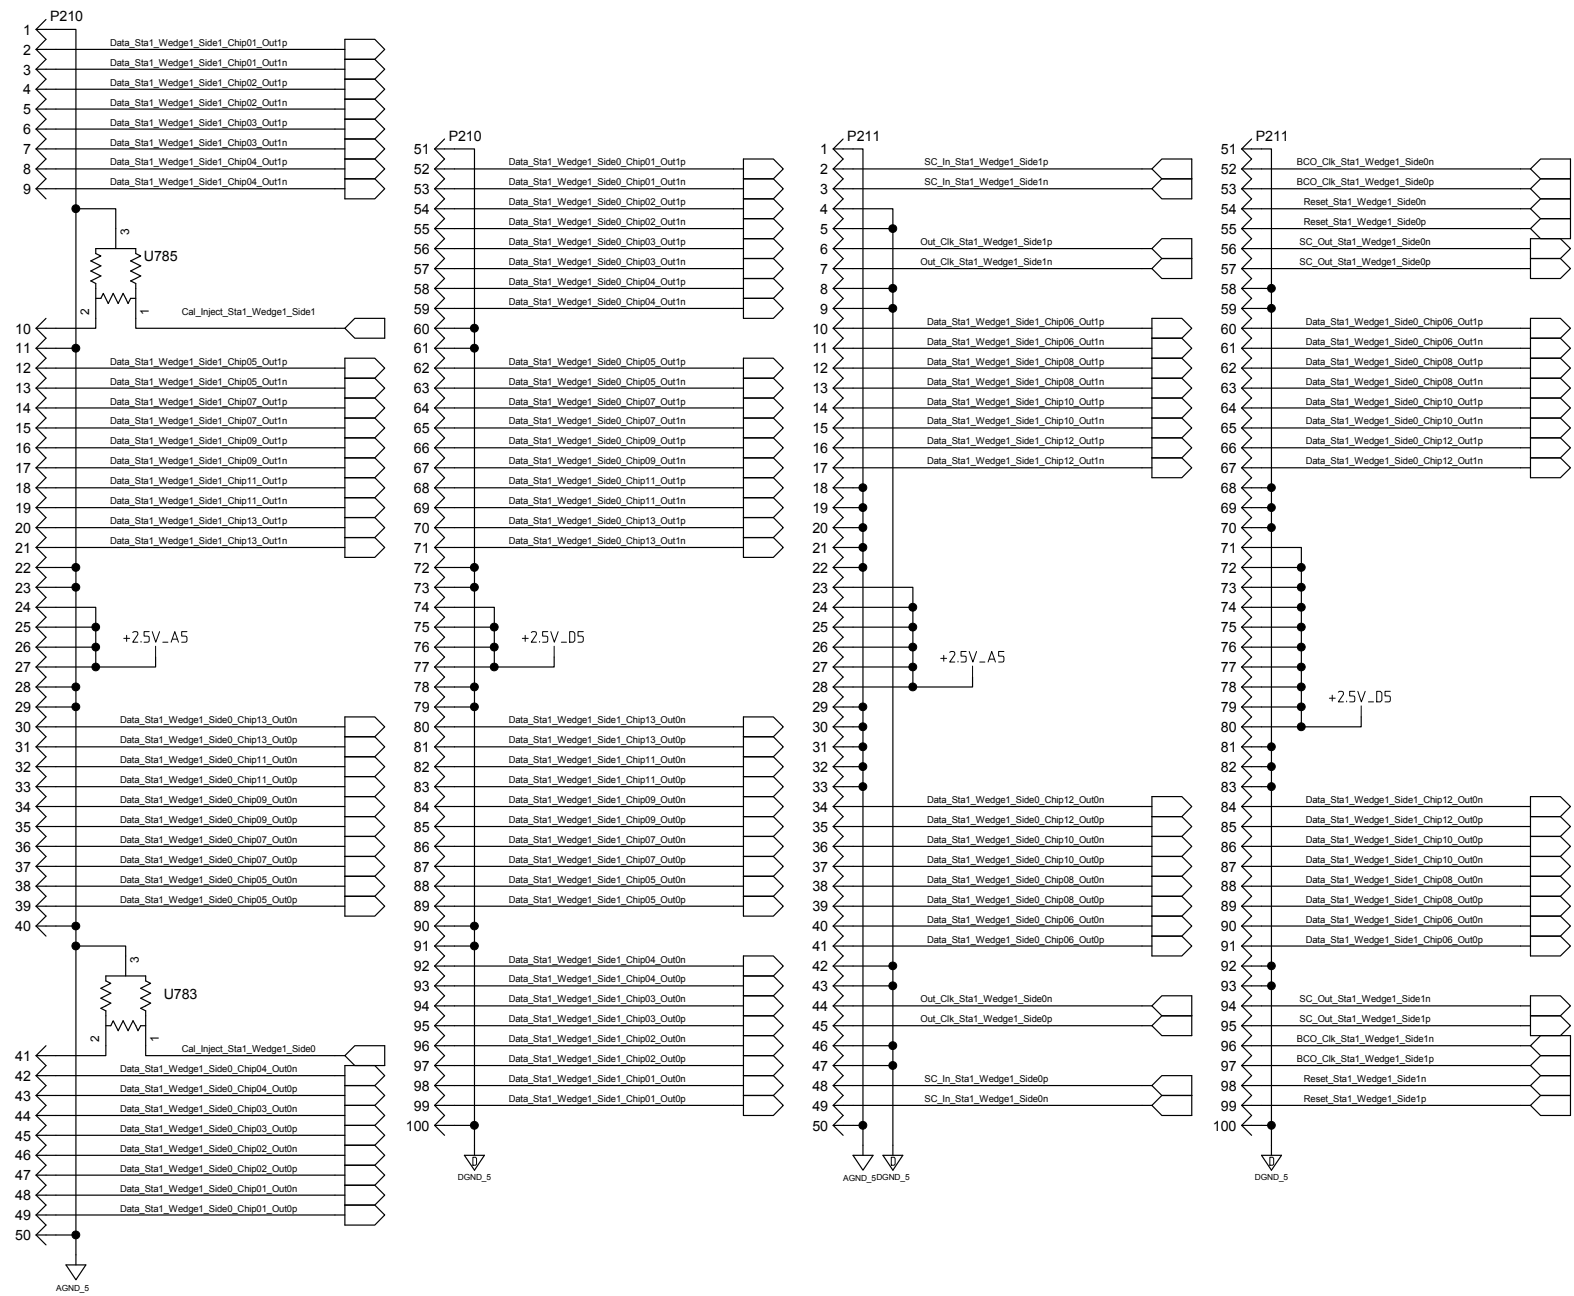 P210
1
2 Data_Sta1_Wedge1_Side1_Chip01_Out1p
3 Data_Sta1_Wedge1_Side1_Chip01_Out1n
4 Data_Sta1_Wedge1_Side1_Chip02_Out1p
5 Data_Sta1_Wedge1_Side1_Chip02_Out1n
6 Data_Sta1_Wedge1_Side1_Chip03_Out1p
7 Data_Sta1_Wedge1_Side1_Chip03_Out1n
8 Data_Sta1_Wedge1_Side1_Chip04_Out1p
9 Data_Sta1_Wedge1_Side1_Chip04_Out1n
3
U785
2 1 Cal_Inject_Sta1_Wedge1_Side1
10
11
12 Data_Sta1_Wedge1_Side1_Chip05_Out1p
13 Data_Sta1_Wedge1_Side1_Chip05_Out1n
14 Data_Sta1_Wedge1_Side1_Chip07_Out1p
15 Data_Sta1_Wedge1_Side1_Chip07_Out1n
16 Data_Sta1_Wedge1_Side1_Chip09_Out1p
17 Data_Sta1_Wedge1_Side1_Chip09_Out1n
18 Data_Sta1_Wedge1_Side1_Chip11_Out1p
19 Data_Sta1_Wedge1_Side1_Chip11_Out1n
20 Data_Sta1_Wedge1_Side1_Chip13_Out1p
21 Data_Sta1_Wedge1_Side1_Chip13_Out1n
22
23
24
25
+2.5V_A5
26
27
28
29
30 Data_Sta1_Wedge1_Side0_Chip13_Out0n
31 Data_Sta1_Wedge1_Side0_Chip13_Out0p
32 Data_Sta1_Wedge1_Side0_Chip11_Out0n
33 Data_Sta1_Wedge1_Side0_Chip11_Out0p
34 Data_Sta1_Wedge1_Side0_Chip09_Out0n
35 Data_Sta1_Wedge1_Side0_Chip09_Out0p
36 Data_Sta1_Wedge1_Side0_Chip07_Out0n
37 Data_Sta1_Wedge1_Side0_Chip07_Out0p
38 Data_Sta1_Wedge1_Side0_Chip05_Out0n
39 Data_Sta1_Wedge1_Side0_Chip05_Out0p
40
3
U783
2 1 Cal_Inject_Sta1_Wedge1_Side0
41
42 Data_Sta1_Wedge1_Side0_Chip04_Out0n
43 Data_Sta1_Wedge1_Side0_Chip04_Out0p
44 Data_Sta1_Wedge1_Side0_Chip03_Out0n
45 Data_Sta1_Wedge1_Side0_Chip03_Out0p
46 Data_Sta1_Wedge1_Side0_Chip02_Out0n
47 Data_Sta1_Wedge1_Side0_Chip02_Out0p
48 Data_Sta1_Wedge1_Side0_Chip01_Out0n
49 Data_Sta1_Wedge1_Side0_Chip01_Out0p
50
AGND_5
P210
51
52 Data_Sta1_Wedge1_Side0_Chip01_Out1p
53 Data_Sta1_Wedge1_Side0_Chip01_Out1n
54 Data_Sta1_Wedge1_Side0_Chip02_Out1p
55 Data_Sta1_Wedge1_Side0_Chip02_Out1n
56 Data_Sta1_Wedge1_Side0_Chip03_Out1p
57 Data_Sta1_Wedge1_Side0_Chip03_Out1n
58 Data_Sta1_Wedge1_Side0_Chip04_Out1p
59 Data_Sta1_Wedge1_Side0_Chip04_Out1n
60
61
62 Data_Sta1_Wedge1_Side0_Chip05_Out1p
63 Data_Sta1_Wedge1_Side0_Chip05_Out1n
64 Data_Sta1_Wedge1_Side0_Chip07_Out1p
65 Data_Sta1_Wedge1_Side0_Chip07_Out1n
66 Data_Sta1_Wedge1_Side0_Chip09_Out1p
67 Data_Sta1_Wedge1_Side0_Chip09_Out1n
68 Data_Sta1_Wedge1_Side0_Chip11_Out1p
69 Data_Sta1_Wedge1_Side0_Chip11_Out1n
70 Data_Sta1_Wedge1_Side0_Chip13_Out1p
71 Data_Sta1_Wedge1_Side0_Chip13_Out1n
72
73
74
75
+2.5V_D5
76
77
78
79
80 Data_Sta1_Wedge1_Side1_Chip13_Out0n
81 Data_Sta1_Wedge1_Side1_Chip13_Out0p
82 Data_Sta1_Wedge1_Side1_Chip11_Out0n
83 Data_Sta1_Wedge1_Side1_Chip11_Out0p
84 Data_Sta1_Wedge1_Side1_Chip09_Out0n
85 Data_Sta1_Wedge1_Side1_Chip09_Out0p
86 Data_Sta1_Wedge1_Side1_Chip07_Out0n
87 Data_Sta1_Wedge1_Side1_Chip07_Out0p
88 Data_Sta1_Wedge1_Side1_Chip05_Out0n
89 Data_Sta1_Wedge1_Side1_Chip05_Out0p
90
91
92 Data_Sta1_Wedge1_Side1_Chip04_Out0n
93 Data_Sta1_Wedge1_Side1_Chip04_Out0p
94 Data_Sta1_Wedge1_Side1_Chip03_Out0n
95 Data_Sta1_Wedge1_Side1_Chip03_Out0p
96 Data_Sta1_Wedge1_Side1_Chip02_Out0n
97 Data_Sta1_Wedge1_Side1_Chip02_Out0p
98 Data_Sta1_Wedge1_Side1_Chip01_Out0n
99 Data_Sta1_Wedge1_Side1_Chip01_Out0p
100
D
DGND_5
P211
1
2 SC_In_Sta1_Wedge1_Side1p
3 SC_In_Sta1_Wedge1_Side1n
4
5
6 Out_Clk_Sta1_Wedge1_Side1p
7 Out_Clk_Sta1_Wedge1_Side1n
8
9
10 Data_Sta1_Wedge1_Side1_Chip06_Out1p
11 Data_Sta1_Wedge1_Side1_Chip06_Out1n
12 Data_Sta1_Wedge1_Side1_Chip08_Out1p
13 Data_Sta1_Wedge1_Side1_Chip08_Out1n
14 Data_Sta1_Wedge1_Side1_Chip10_Out1p
15 Data_Sta1_Wedge1_Side1_Chip10_Out1n
16 Data_Sta1_Wedge1_Side1_Chip12_Out1p
17 Data_Sta1_Wedge1_Side1_Chip12_Out1n
18
19
20
21
22
23
24
25
26
+2.5V_A5
27
28
29
30
31
32
33
34 Data_Sta1_Wedge1_Side0_Chip12_Out0n
35 Data_Sta1_Wedge1_Side0_Chip12_Out0p
36 Data_Sta1_Wedge1_Side0_Chip10_Out0n
37 Data_Sta1_Wedge1_Side0_Chip10_Out0p
38 Data_Sta1_Wedge1_Side0_Chip08_Out0n
39 Data_Sta1_Wedge1_Side0_Chip08_Out0p
40 Data_Sta1_Wedge1_Side0_Chip06_Out0n
41 Data_Sta1_Wedge1_Side0_Chip06_Out0p
42
43
44 Out_Clk_Sta1_Wedge1_Side0n
45 Out_Clk_Sta1_Wedge1_Side0p
46
47
48 SC_In_Sta1_Wedge1_Side0p
49 SC_In_Sta1_Wedge1_Side0n
50
D
AGND_5 DGND_5
P211
51
52 BCO_Clk_Sta1_Wedge1_Side0n
53 BCO_Clk_Sta1_Wedge1_Side0p
54 Reset_Sta1_Wedge1_Side0n
55 Reset_Sta1_Wedge1_Side0p
56 SC_Out_Sta1_Wedge1_Side0n
57 SC_Out_Sta1_Wedge1_Side0p
58
59
60 Data_Sta1_Wedge1_Side0_Chip06_Out1p
61 Data_Sta1_Wedge1_Side0_Chip06_Out1n
62 Data_Sta1_Wedge1_Side0_Chip08_Out1p
63 Data_Sta1_Wedge1_Side0_Chip08_Out1n
64 Data_Sta1_Wedge1_Side0_Chip10_Out1p
65 Data_Sta1_Wedge1_Side0_Chip10_Out1n
66 Data_Sta1_Wedge1_Side0_Chip12_Out1p
67 Data_Sta1_Wedge1_Side0_Chip12_Out1n
68
69
70
71
72
73
74
75
76
77
78
+2.5V_D5
79
80
81
82
83
84 Data_Sta1_Wedge1_Side1_Chip12_Out0n
85 Data_Sta1_Wedge1_Side1_Chip12_Out0p
86 Data_Sta1_Wedge1_Side1_Chip10_Out0p
87 Data_Sta1_Wedge1_Side1_Chip10_Out0n
88 Data_Sta1_Wedge1_Side1_Chip08_Out0n
89 Data_Sta1_Wedge1_Side1_Chip08_Out0p
90 Data_Sta1_Wedge1_Side1_Chip06_Out0n
91 Data_Sta1_Wedge1_Side1_Chip06_Out0p
92
93
94 SC_Out_Sta1_Wedge1_Side1n
95 SC_Out_Sta1_Wedge1_Side1p
96 BCO_Clk_Sta1_Wedge1_Side1n
97 BCO_Clk_Sta1_Wedge1_Side1p
98 Reset_Sta1_Wedge1_Side1n
99 Reset_Sta1_Wedge1_Side1p
100
D
DGND_5